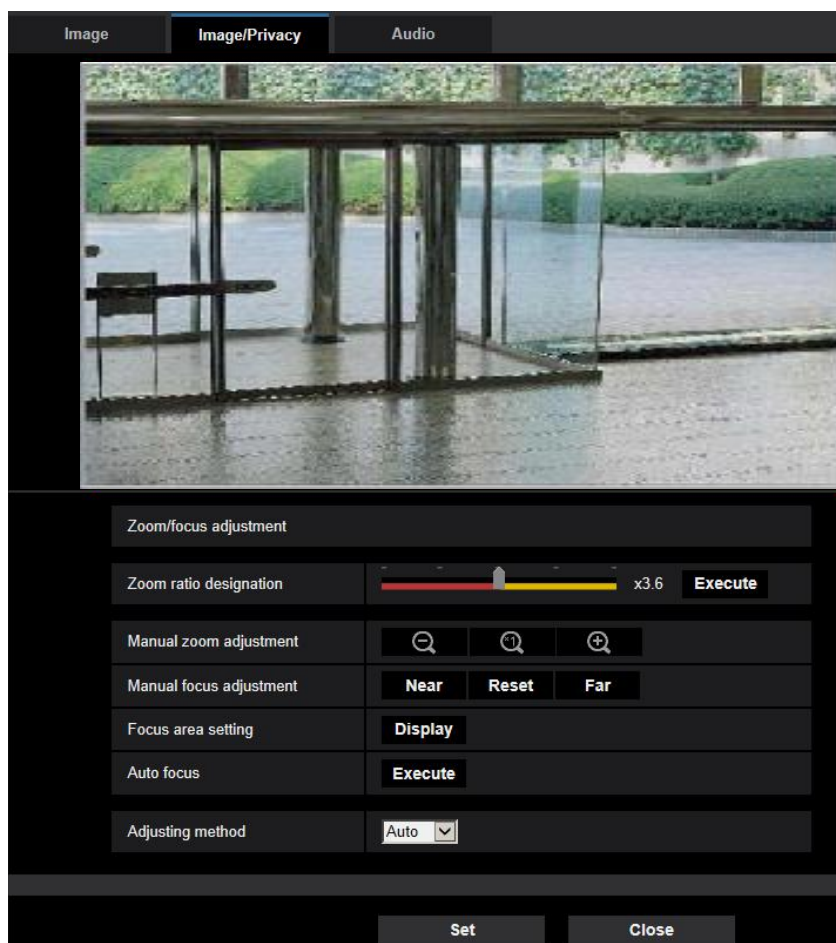 Image Image/Privacy Audio
Zoom/focus adjustment
Zoom ratio designation x3.6 Execute
Manual zoom adjustment ×1
Manual focus adjustment Near Reset Far
Focus area setting Display
Auto focus Execute
Adjusting method Auto
Set Close